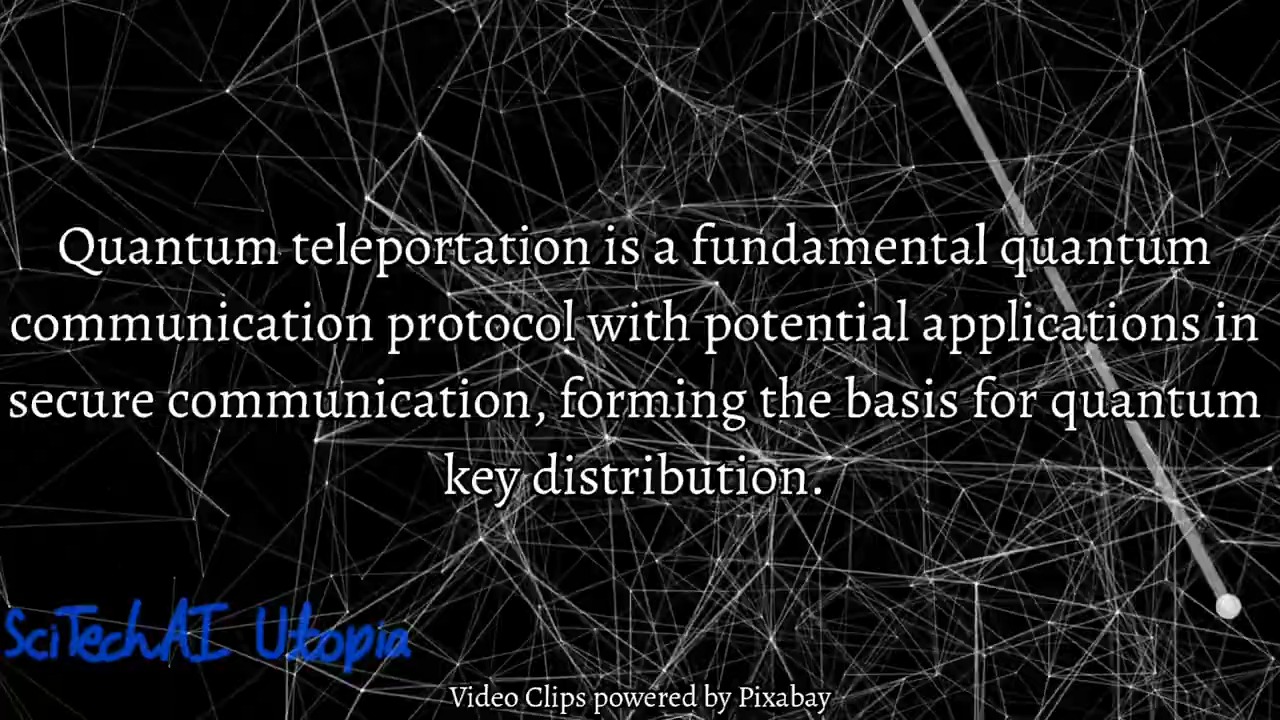 Quantum teleportation is a fundamental quantum
communication protocol with potential applications in
secure communication, forming the basis for quantum
key distribution.
SciTechAI Utopia
Video Clips powered by Pixabay